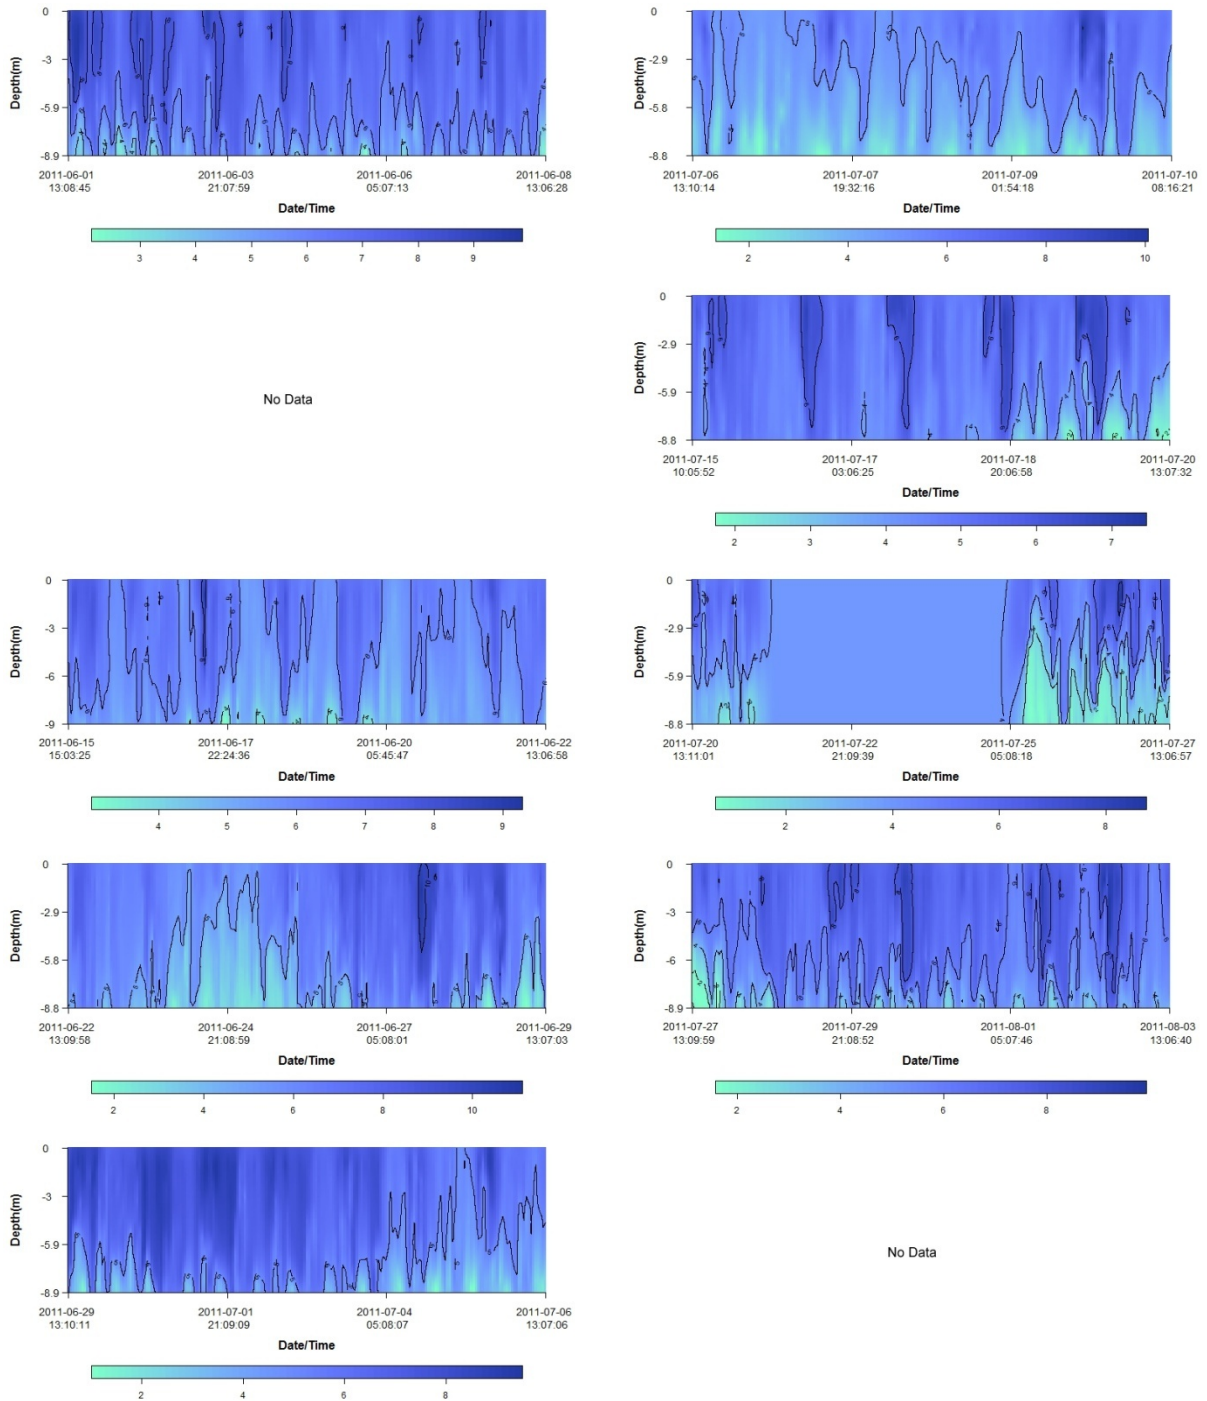 0
-3
-5.9
-8.9
Depth(m)
2011-06-01 2011-06-03 2011-06-06 2011-06-08
13:08:45 21:07:59 05:07:13 13:06:28
Date/Time
3 4 5 6 7 8 9
0
-2.9
-5.8
-8.8
Depth(m)
2011-07-06 2011-07-07 2011-07-09 2011-07-10
13:10:14 19:32:16 01:54:18 08:16:21
Date/Time
2 4 6 8 10
No Data
0
-2.9
-5.9
-8.8
Depth(m)
2011-07-15 2011-07-17 2011-07-18 2011-07-20
10:05:52 03:06:25 20:06:58 13:07:32
Date/Time
2 3 4 5 6 7
0
-3
-6
-9
Depth(m)
2011-06-15 2011-06-17 2011-06-20 2011-06-22
15:03:25 22:24:36 05:45:47 13:06:58
Date/Time
4 5 6 7 8 9
0
-2.9
-5.9
-8.8
Depth(m)
2011-07-20 2011-07-22 2011-07-25 2011-07-27
13:11:01 21:09:39 05:08:18 13:06:57
Date/Time
2 4 6 8
0
-2.9
-5.8
-8.8
Depth(m)
2011-06-22 2011-06-24 2011-06-27 2011-06-29
13:09:58 21:08:59 05:08:01 13:07:03
Date/Time
2 4 6 8 10
0
-3
-6
-8.9
Depth(m)
2011-07-27 2011-07-29 2011-08-01 2011-08-03
13:09:59 21:08:52 05:07:46 13:06:40
Date/Time
2 4 6 8
0
-3
-5.9
-8.9
Depth(m)
2011-06-29 2011-07-01 2011-07-04 2011-07-06
13:10:11 21:09:09 05:08:07 13:07:06
Date/Time
2 4 6 8
No Data